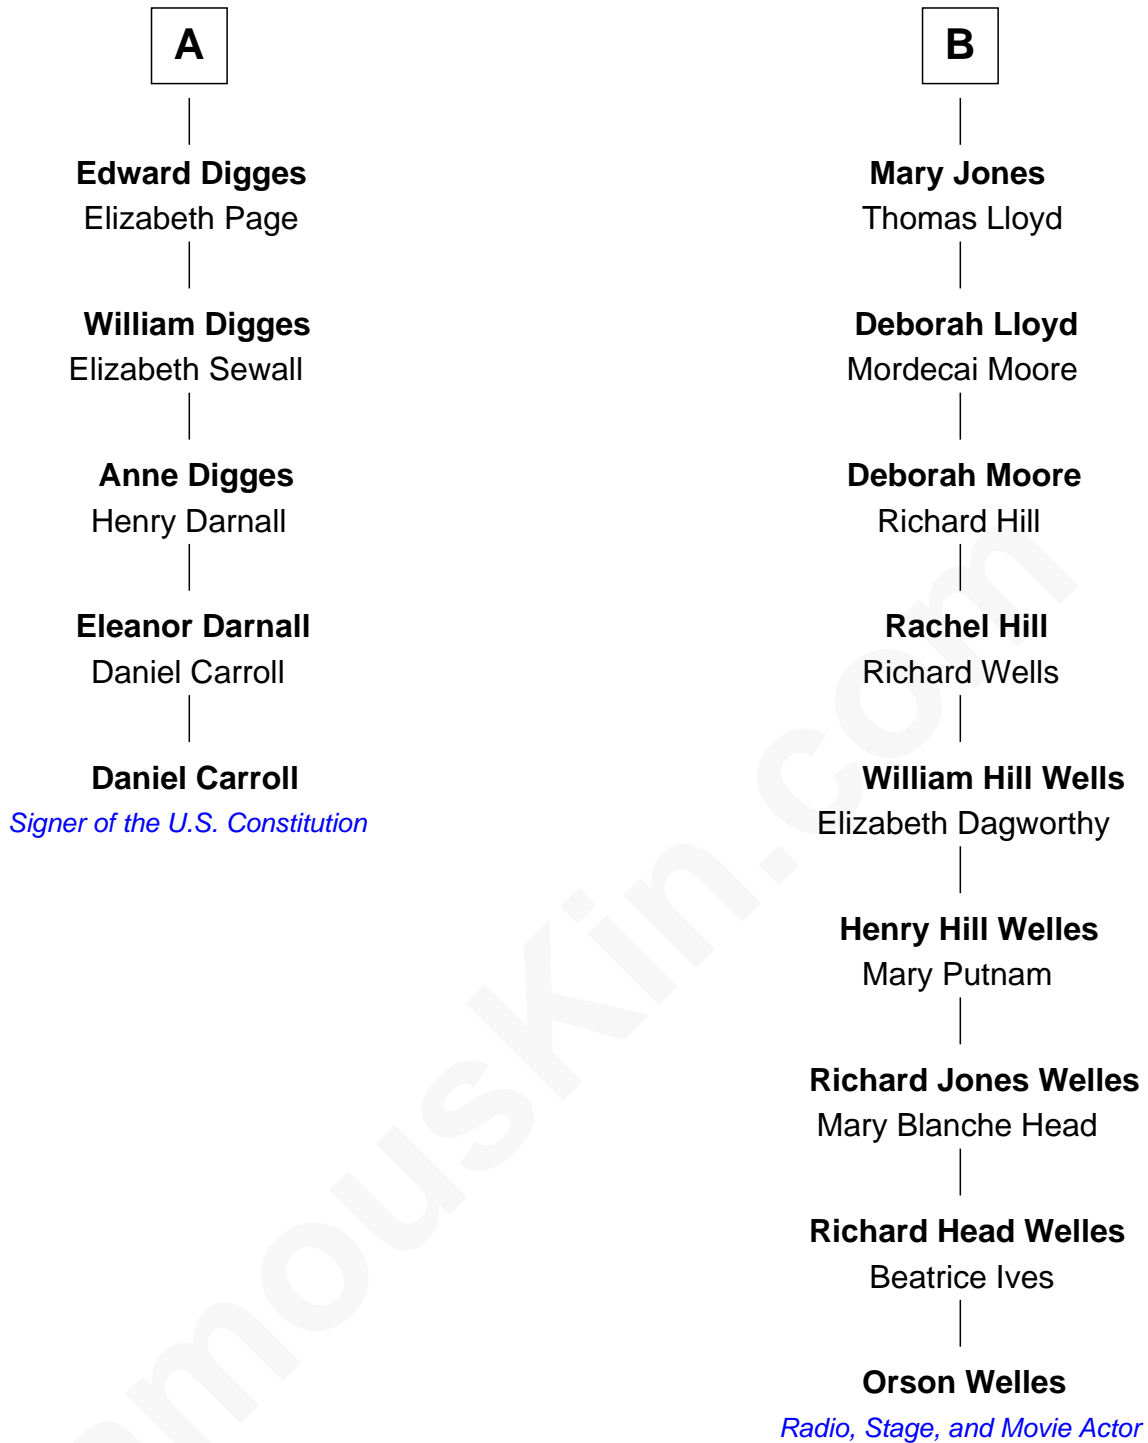 A
Edward Digges
Elizabeth Page
William Digges
Elizabeth Sewall
Anne Digges
Henry Darnall
Eleanor Darnall
Daniel Carroll
Daniel Carroll
Signer of the U.S. Constitution
B
Mary Jones
Thomas Lloyd
Deborah Lloyd
Mordecai Moore
Deborah Moore
Richard Hill
Rachel Hill
Richard Wells
William Hill Wells
Elizabeth Dagworthy
Henry Hill Welles
Mary Putnam
Richard Jones Welles
Mary Blanche Head
Richard Head Welles
Beatrice Ives
Orson Welles
Radio, Stage, and Movie Actor
amouskin.com